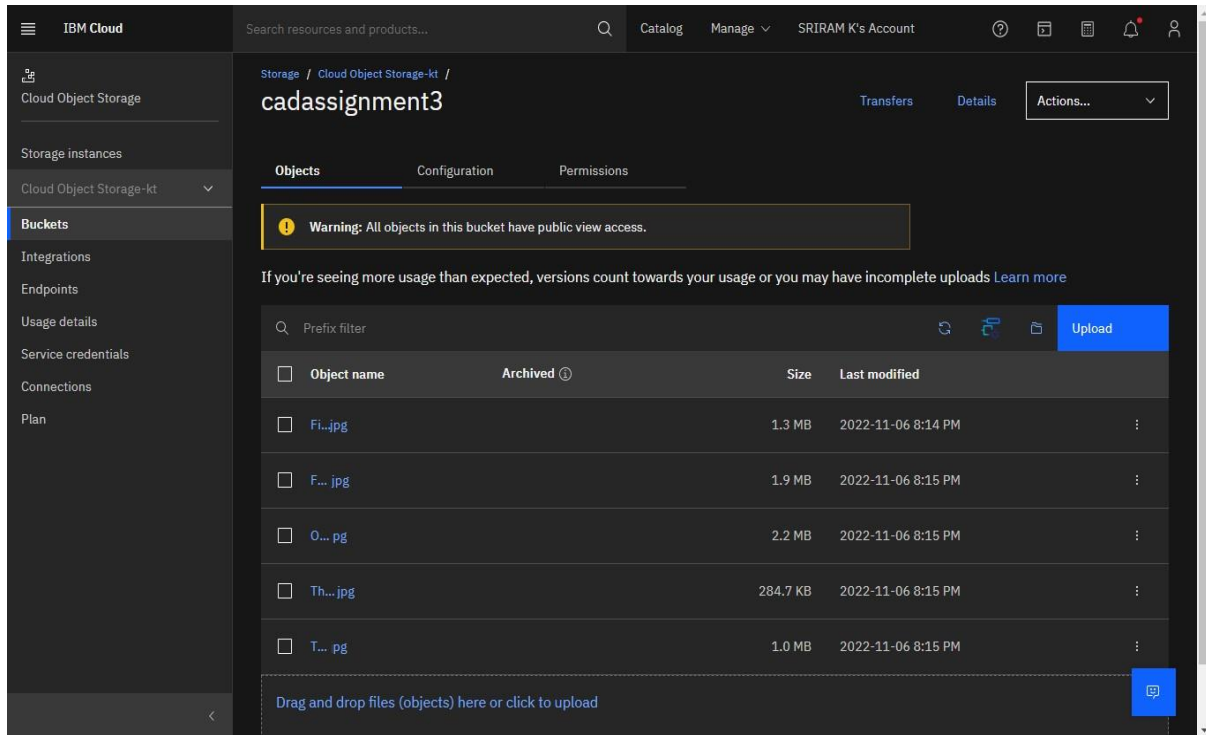 IBM Cloud
Search resources and products...
Catalog
Manage
SRIRAM K's Account
Cloud Object Storage
Storage instances
Cloud Object Storage-kt
Buckets
Integrations
Endpoints
Usage details
Service credentials
Connections
Plan
Storage / Cloud Object Storage-kt /
cadassignment3
Transfers
Details
Actions...
Objects
Configuration
Permissions
Warning: All objects in this bucket have public view access.
If you're seeing more usage than expected, versions count towards your usage or you may have incomplete uploads Learn more
Prefix filter
Upload
Object name Archived Size Last modified
Fi...jpg 1.3 MB 2022-11-06 8:14 PM
F... jpg 1.9 MB 2022-11-06 8:15 PM
O... pg 2.2 MB 2022-11-06 8:15 PM
Th... jpg 284.7 KB 2022-11-06 8:15 PM
T... pg 1.0 MB 2022-11-06 8:15 PM
Drag and drop files (objects) here or click to upload